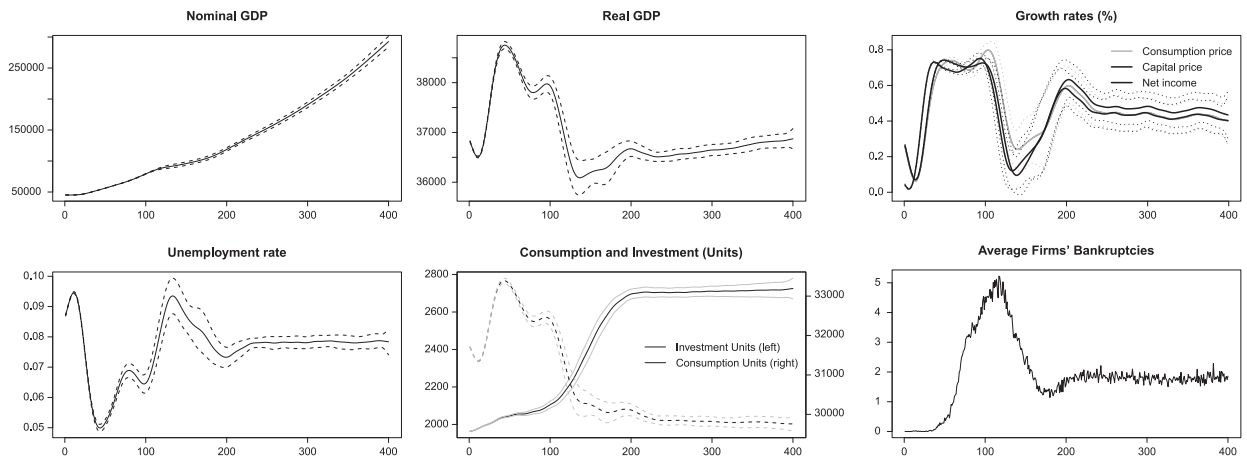 Nominal GDP
250000
150000
50000
0 100 200 300 400
Real GDP
38000
37000
36000
0 100 200 300 400
Growth rates (%)
0.8
0.6
0.4
0.2
0.0
Consumption price
Capital price
Net income
0 100 200 300 400
Unemployment rate
0.10
0.09
0.08
0.07
0.06
0.05
0 100 200 300 400
Consumption and Investment (Units)
2800
2600
2400
2200
2000
33000
32000
31000
30000
Investment Units (left)
Consumption Units (right)
0 100 200 300 400
Average Firms' Bankruptcies
5
4
3
2
1
0
0 100 200 300 400